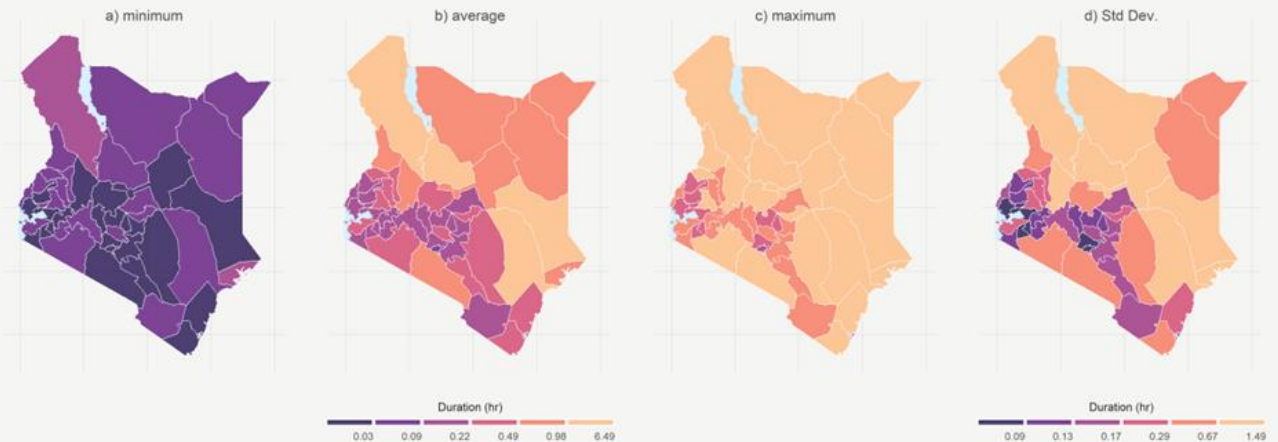 a) minimum
b) average
c) maximum
d) Std Dev.
Duration (hr)
0.03 0.09 0.22 0.49 0.98 6.49
Duration (hr)
0.09 0.13 0.17 0.29 0.67 1.49